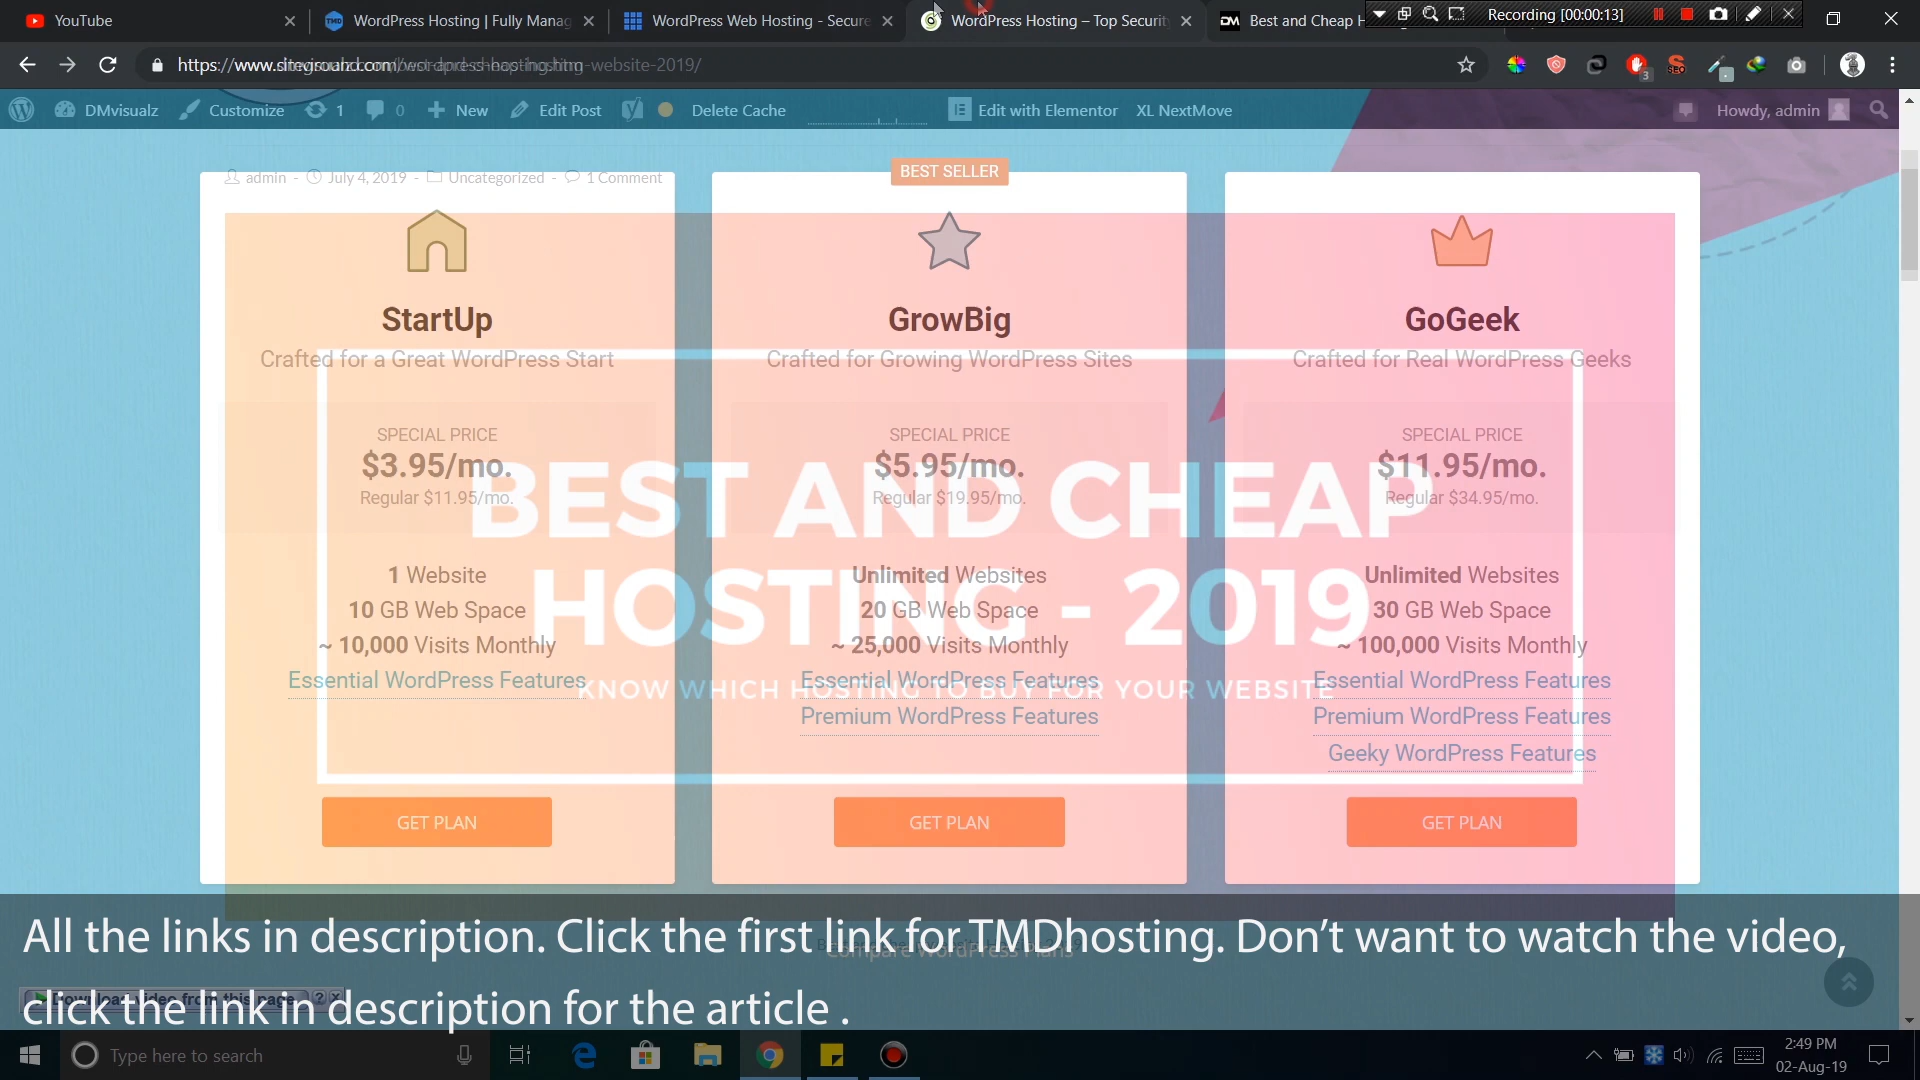 YouTube
WordPress Hosting | Fully Manag
WordPress Web Hosting - Secure
WordPress Hosting – Top Securit
Best and Cheap H
Recording [00:00:13]
3
SEO
DMvisualz
Customize
1
0
New
Edit Post
Delete Cache
Edit with Elementor
XL NextMove
Howdy, admin
admin - July 4, 2019 - Uncategorized - 1 Comment
BEST SELLER
StartUp
Crafted for a Great WordPress Start
SPECIAL PRICE
$3.95/mo.
Regular $11.95/mo.
1 Website
10 GB Web Space
~ 10,000 Visits Monthly
Essential WordPress Features
GET PLAN
GrowBig
Crafted for Growing WordPress Sites
SPECIAL PRICE
$5.95/mo.
Regular $19.95/mo.
Unlimited Websites
20 GB Web Space
~ 25,000 Visits Monthly
Essential WordPress Features
Premium WordPress Features
GET PLAN
GoGeek
Crafted for Real WordPress Geeks
SPECIAL PRICE
$11.95/mo.
Regular $34.95/mo.
Unlimited Websites
30 GB Web Space
~ 100,000 Visits Monthly
Essential WordPress Features
Premium WordPress Features
Geeky WordPress Features
GET PLAN
BEST AND CHEAP
HOSTING - 2019
KNOW WHICH HOSTING TO BUY FOR YOUR WEBSITE
Compare WordPress Plans
All the links in description. Click the first link for TMDhosting. Don’t want to watch the video,
click the link in description for the article .
Download video from this page
Type here to search
2:49 PM
02-Aug-19